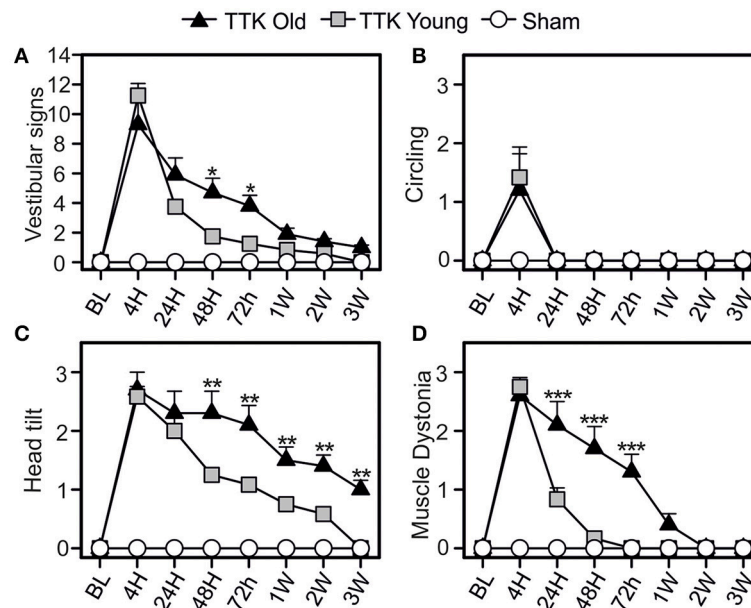 TTK Old TTK Young Sham
A
Vestibular signs
14
12
10
8
6
4
2
0
BL 4H 24H 48H 72h 1W 2W 3W
* *
B
Circling
3
2
1
0
BL 4H 24H 48H 72h 1W 2W 3W
C
Head tilt
3
2
1
0
BL 4H 24H 48H 72h 1W 2W 3W
** ** ** ** **
D
Muscle Dystonia
3
2
1
0
BL 4H 24H 48H 72h 1W 2W 3W
*** *** ***